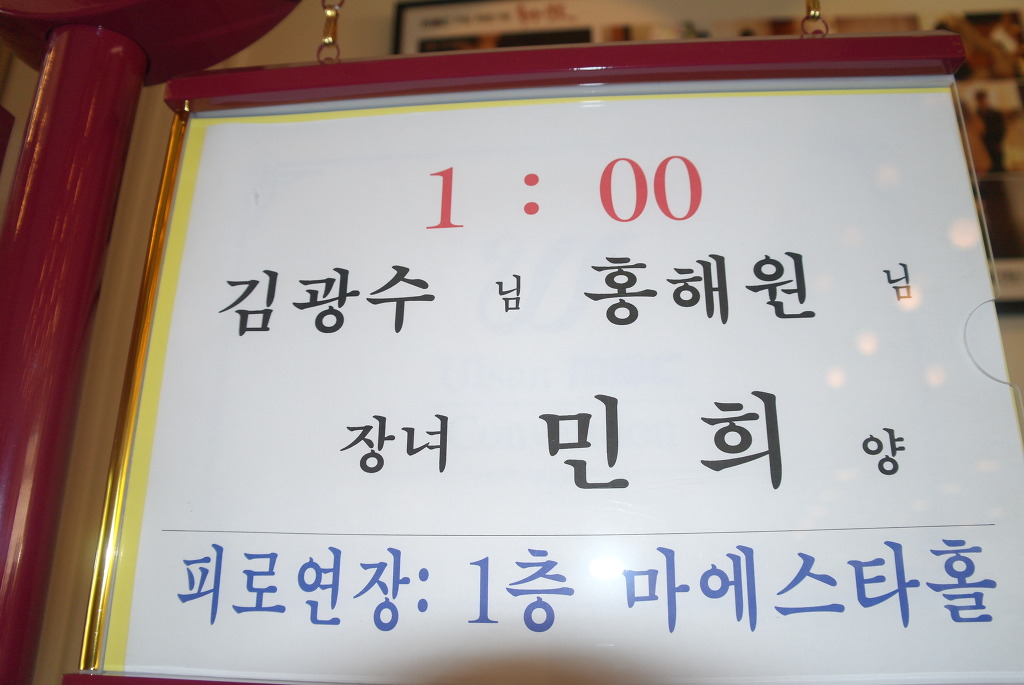 1 : 00
김광수 님 홍해원 님
장녀 민 희 양
피로연장: 1층 마에스타홀